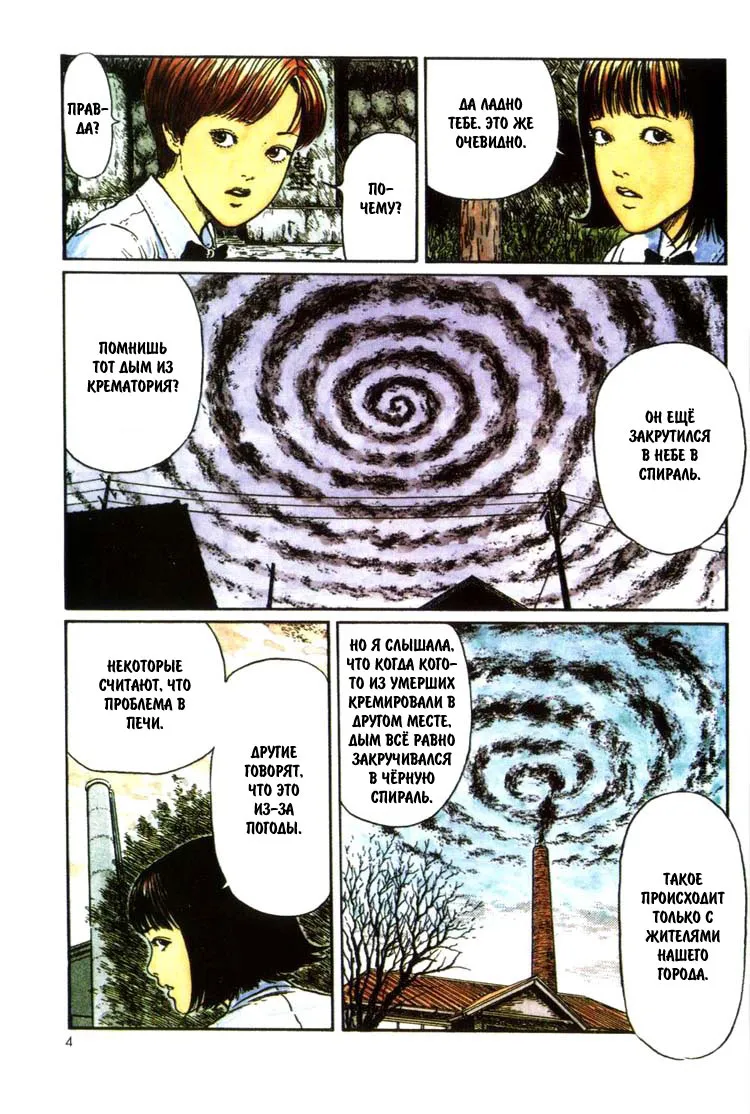 ПРАВ-
ДА?
ПО-
ЧЕМУ?
ДА ЛАДНО
ТЕБЕ. ЭТО ЖЕ
ОЧЕВИДНО.
ПОМНИШЬ
ТОТ ДЫМ ИЗ
КРЕМАТОРИЯ?
ОН ЕЩЁ
ЗАКРУТИЛСЯ
В НЕБЕ В
СПИРАЛЬ.
НЕКОТОРЫЕ
СЧИТАЮТ, ЧТО
ПРОБЛЕМА В
ПЕЧИ.
ДРУГИЕ
ГОВОРЯТ,
ЧТО ЭТО
ИЗ-ЗА
ПОГОДЫ.
НО Я СЛЫШАЛА,
ЧТО КОГДА КОГО-
ТО ИЗ УМЕРШИХ
КРЕМИРОВАЛИ В
ДРУГОМ МЕСТЕ,
ДЫМ ВСЁ РАВНО
ЗАКРУЧИВАЛСЯ
В ЧЁРНУЮ
СПИРАЛЬ.
ТАКОЕ
ПРОИСХОДИТ
ТОЛЬКО С
ЖИТЕЛЯМИ
НАШЕГО
ГОРОДА.
4